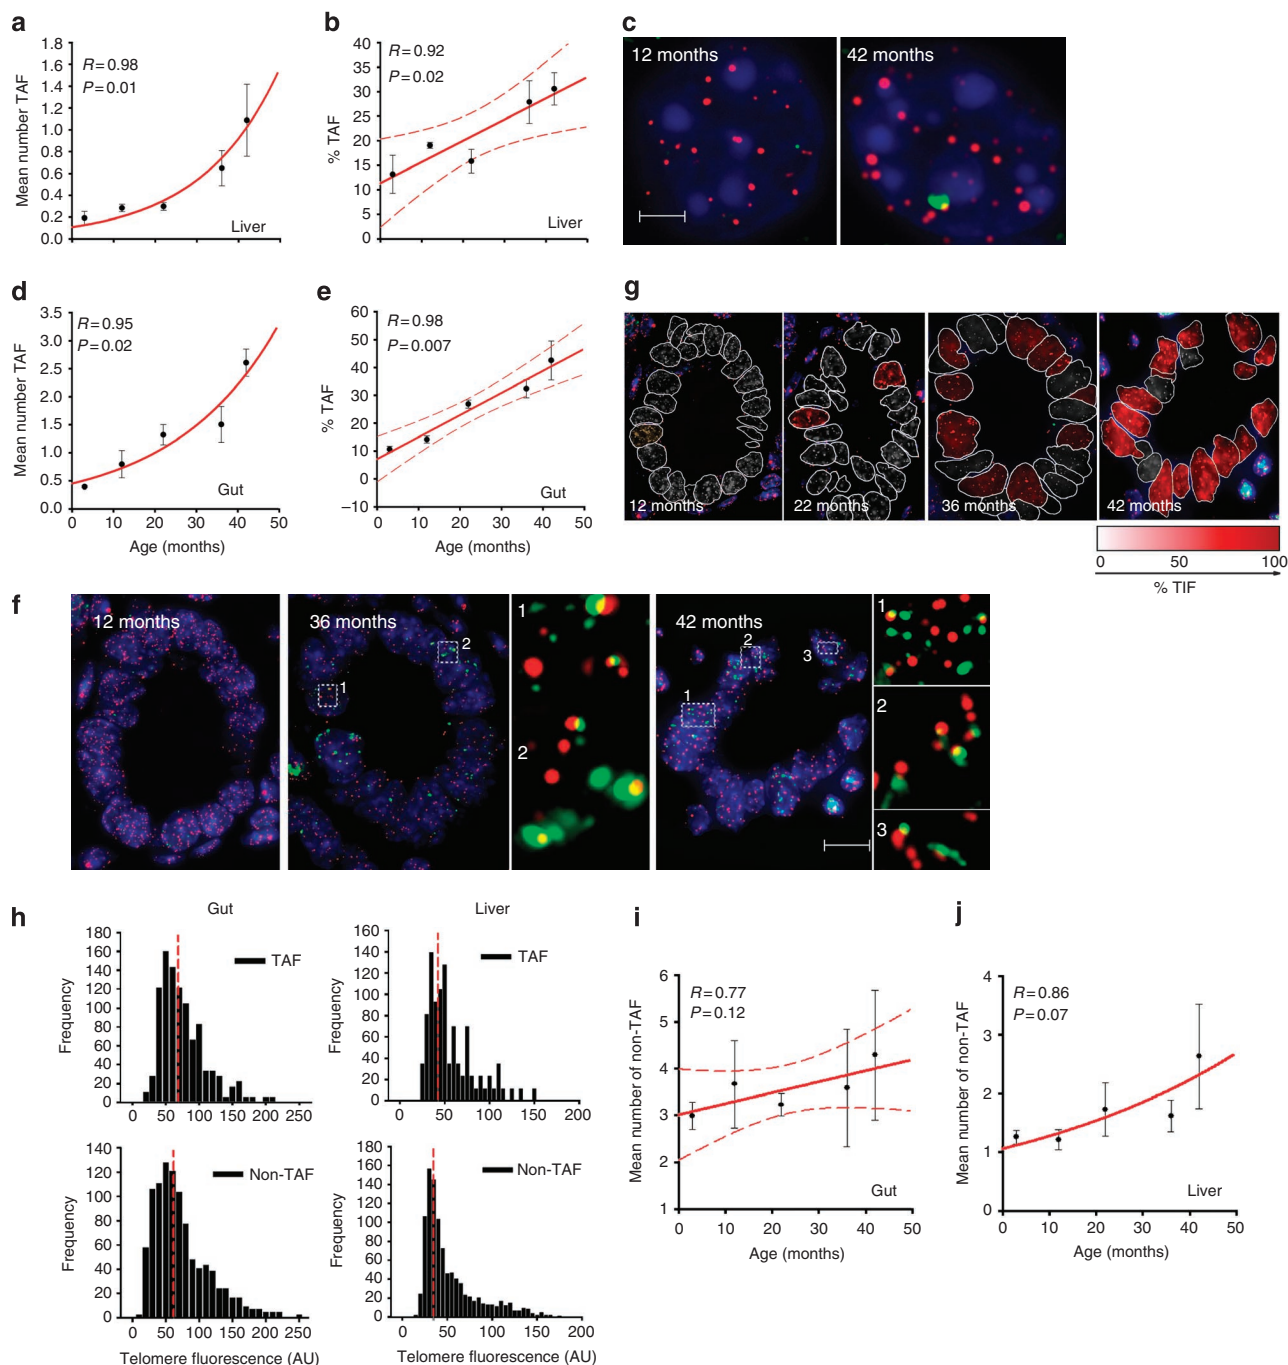 a
1.8
1.6
1.4
1.2
1.0
0.8
0.6
0.4
0.2
0.0
Mean number TAF
R=0.98
P=0.01
Liver
b
40
35
30
25
20
15
10
5
0
% TAF
R=0.92
P=0.02
Liver
c
12 months
42 months
d
3.5
3.0
2.5
2.0
1.5
1.0
0.5
0.0
Mean number TAF
R=0.95
P=0.02
Gut
0 10 20 30 40 50
Age (months)
e
60
50
40
30
20
10
0
–10
% TAF
R=0.98
P=0.007
Gut
0 10 20 30 40 50
Age (months)
g
12 months
22 months
36 months
42 months
0 50 100
% TIF
f
12 months
36 months
1
2
1
2
42 months
1
2
3
1
2
3
h
Gut
180
160
140
120
100
80
60
40
20
0
Frequency
TAF
0 50 100 150 200 250
Liver
160
140
120
100
80
60
40
20
0
Frequency
TAF
0 50 100 150 200
140
120
100
80
60
40
20
0
Frequency
Non-TAF
0 50 100 150 200 250
Telomere fluorescence (AU)
180
160
140
120
100
80
60
40
20
0
Frequency
Non-TAF
0 50 100 150 200
Telomere fluorescence (AU)
i
6
5
4
3
2
1
Mean number of non-TAF
R=0.77
P=0.12
Gut
0 10 20 30 40 50
Age (months)
j
4
3
2
1
0
Mean number of non-TAF
R=0.86
P=0.07
Liver
0 10 20 30 40 50
Age (months)